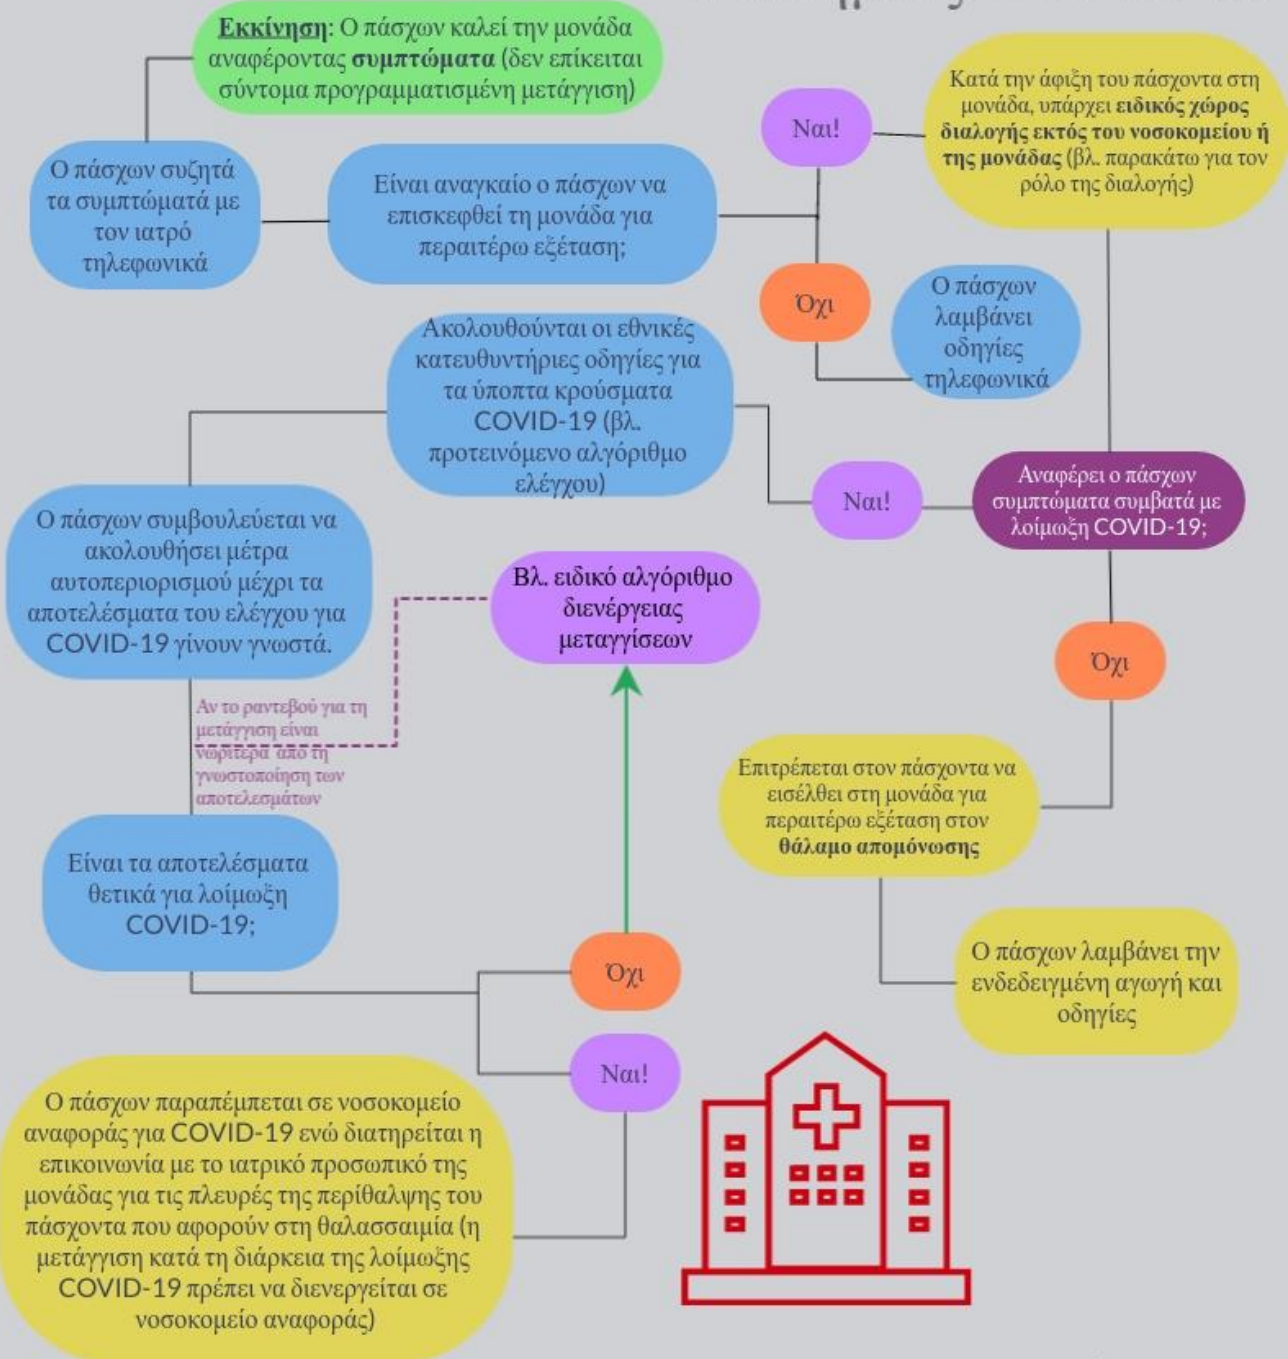 Εκκίνηση: Ο πάσχων καλεί την μονάδα
αναφέροντας συμπτώματα (δεν επίκειται
σύντομα προγραμματισμένη μετάγγιση)
Ο πάσχων συζητά
τα συμπτώματά με
τον ιατρό
τηλεφωνικά
Είναι αναγκαίο ο πάσχων να
επισκεφθεί τη μονάδα για
περαιτέρω εξέταση;
Ναι!
Κατά την άφιξη του πάσχοντα στη
μονάδα, υπάρχει ειδικός χώρος
διαλογής εκτός του νοσοκομείου ή
της μονάδας (βλ. παρακάτω για τον
ρόλο της διαλογής)
Όχι
Ο πάσχων
λαμβάνει
οδηγίες
τηλεφωνικά
Αναφέρει ο πάσχων
συμπτώματα συμβατά με
λοίμωξη COVID-19;
Ναι!
Ακολουθούνται οι εθνικές
κατευθυντήριες οδηγίες για
τα ύποπτα κρούσματα
COVID-19 (βλ.
προτεινόμενο αλγόριθμο
ελέγχου)
Ο πάσχων συμβουλεύεται να
ακολουθήσει μέτρα
αυτοπεριορισμού μέχρι τα
αποτελέσματα του ελέγχου για
COVID-19 γίνουν γνωστά.
Βλ. ειδικό αλγόριθμο
διενέργειας
μεταγγίσεων
Αν το ραντεβού για τη
μετάγγιση είναι
νωρίτερα από τη
γνωστοποίηση των
αποτελεσμάτων
Όχι
Επιτρέπεται στον πάσχοντα να
εισέλθει στη μονάδα για
περαιτέρω εξέταση στον
θάλαμο απομόνωσης
Ο πάσχων λαμβάνει την
ενδεδειγμένη αγωγή και
οδηγίες
Είναι τα αποτελέσματα
θετικά για λοίμωξη
COVID-19;
Όχι
Ναι!
Ο πάσχων παραπέμπεται σε νοσοκομείο
αναφοράς για COVID-19 ενώ διατηρείται η
επικοινωνία με το ιατρικό προσωπικό της
μονάδας για τις πλευρές της περίθαλψης του
πάσχοντα που αφορούν στη θαλασσαιμία (η
μετάγγιση κατά τη διάρκεια της λοίμωξης
COVID-19 πρέπει να διενεργείται σε
νοσοκομείο αναφοράς)